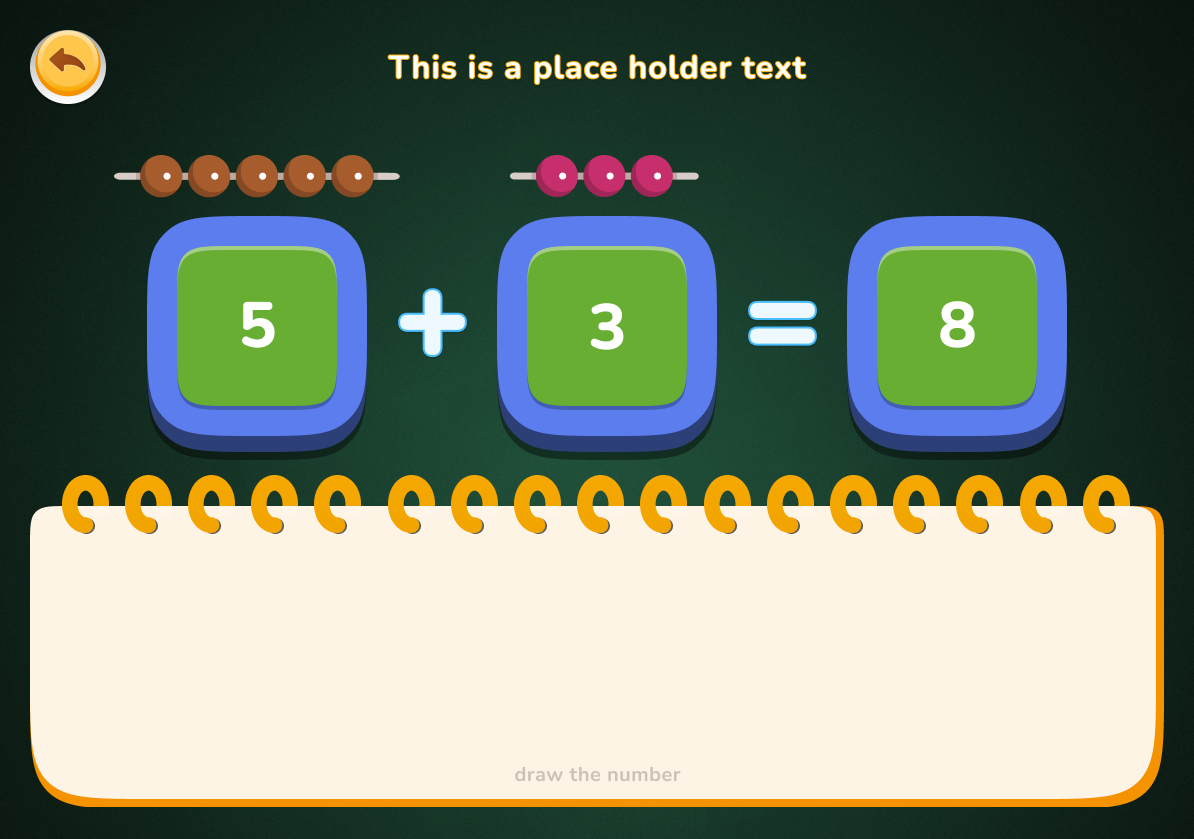 This is a place holder text
5 + 3 = 8
draw the number